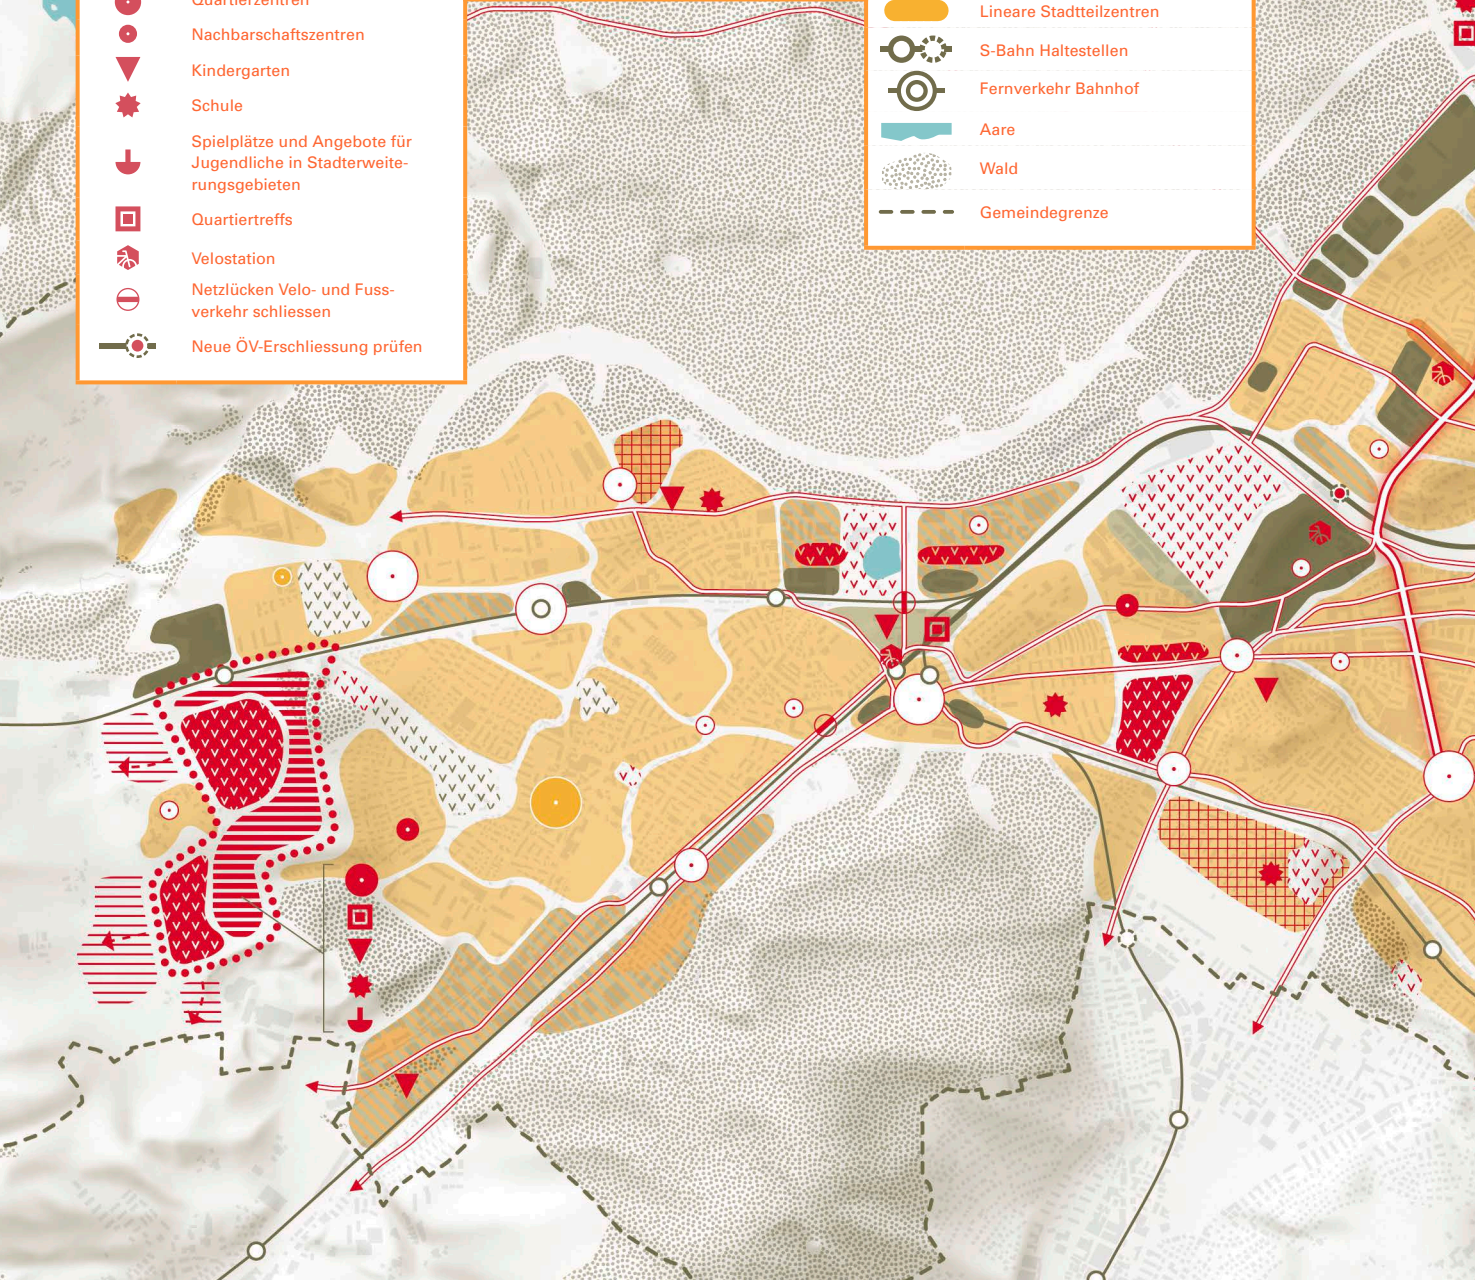 Quartierzentren
Nachbarschaftszentren
Kindergarten
Schule
Spielplätze und Angebote für
Jugendliche in Stadterweite-
rungsgebieten
Quartiertreffs
Velostation
Netzlücken Velo- und Fuss-
verkehr schliessen
Neue ÖV-Erschliessung prüfen
Lineare Stadtteilzentren
S-Bahn Haltestellen
Fernverkehr Bahnhof
Aare
Wald
Gemeindegrenze